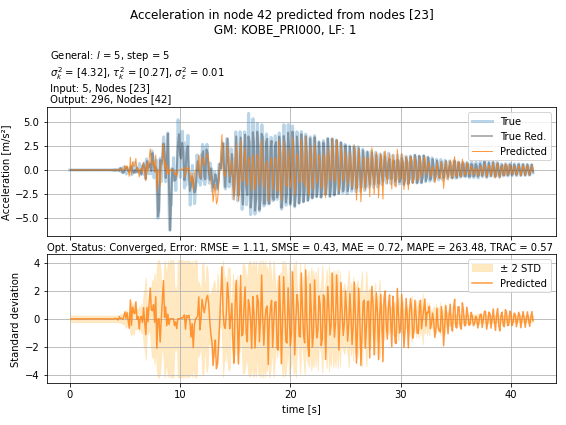 Acceleration in node 42 predicted from nodes [23]
GM: KOBE_PRI000, LF: 1
General: l = 5, step = 5
σ²ₖ = [4.32], τ²ₖ = [0.27], σ²ε = 0.01
Input: 5, Nodes [23]
Output: 296, Nodes [42]
Acceleration [m/s²]
5.0
2.5
0.0
−2.5
−5.0
True
True Red.
Predicted
Opt. Status: Converged, Error: RMSE = 1.11, SMSE = 0.43, MAE = 0.72, MAPE = 263.48, TRAC = 0.57
Standard deviation
4
2
0
−2
−4
± 2 STD
Predicted
0
10
20
30
40
time [s]